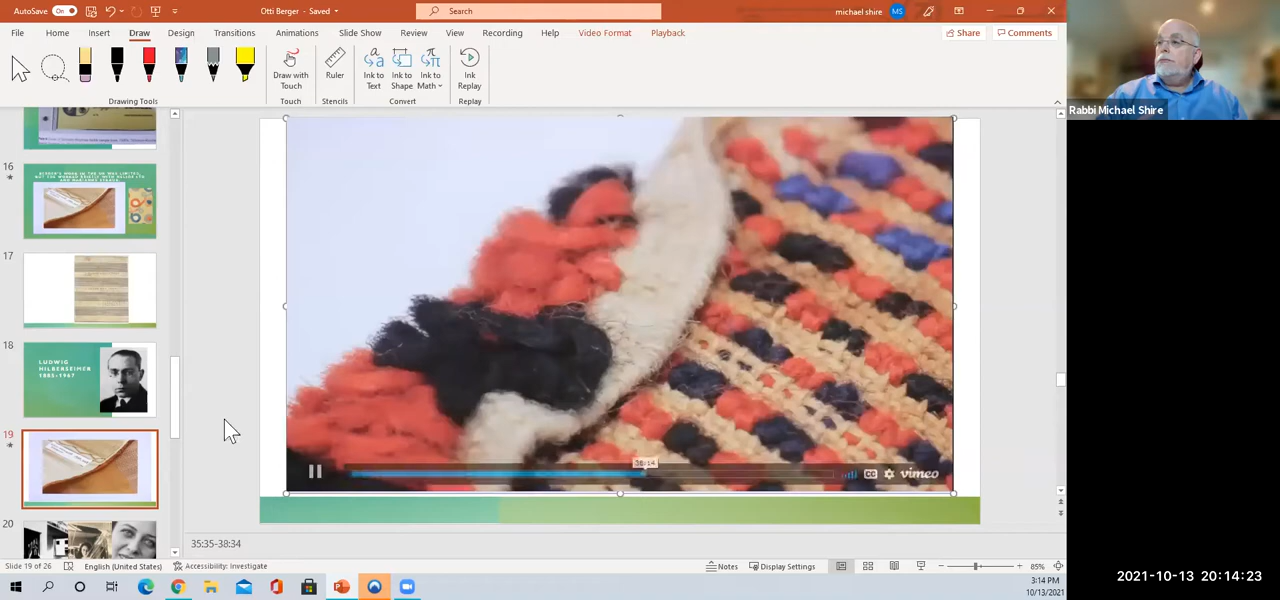 AutoSave On Otti Berger - Saved Search michael shire MS
File Home Insert Draw Design Transitions Animations Slide Show Review View Recording Help Video Format Playback Share Comments
Draw with Touch
Ruler
Ink to Text
Ink to Shape
Ink to Math
Ink Replay
Drawing Tools Touch Stencils Convert Replay
Rabbi Michael Shire
16
17
18
LUDWIG
HILBERSEIMER
1885-1967
19
20
CC vimeo
35:35-38:34
Slide 19 of 26 English (United States) Accessibility: Investigate Notes Display Settings 85%
3:14 PM
10/13/2021
2021-10-13 20:14:23